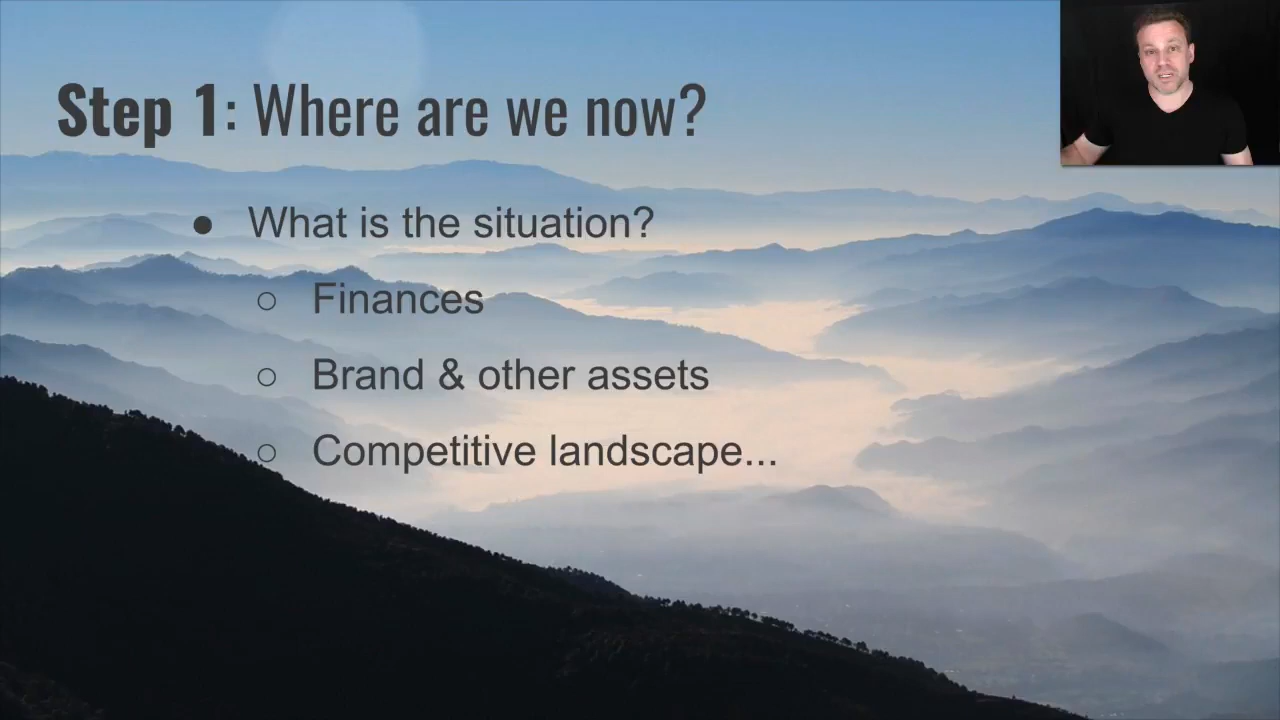 Step 1: Where are we now?
● What is the situation?
○ Finances
○ Brand & other assets
○ Competitive landscape...